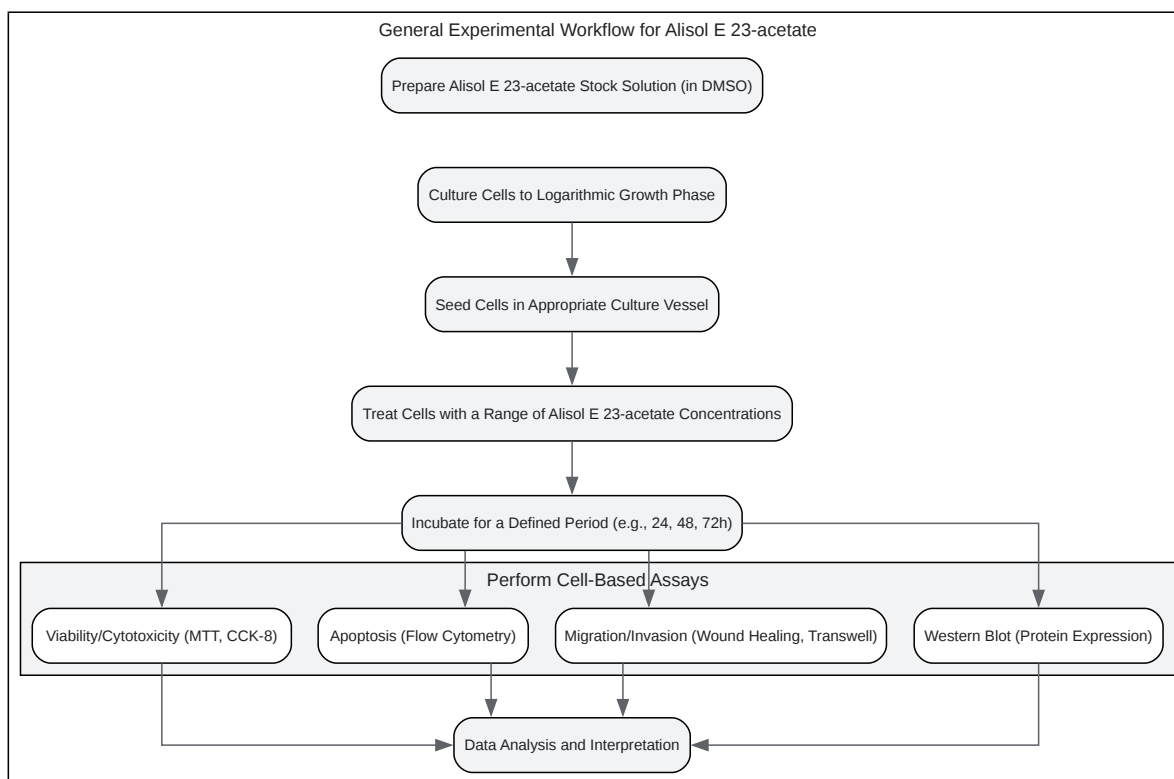 General Experimental Workflow for Alisol E 23-acetate
Prepare Alisol E 23-acetate Stock Solution (in DMSO)
Culture Cells to Logarithmic Growth Phase
Seed Cells in Appropriate Culture Vessel
Treat Cells with a Range of Alisol E 23-acetate Concentrations
Incubate for a Defined Period (e.g., 24, 48, 72h)
Perform Cell-Based Assays
Viability/Cytotoxicity (MTT, CCK-8)
Apoptosis (Flow Cytometry)
Migration/Invasion (Wound Healing, Transwell)
Western Blot (Protein Expression)
Data Analysis and Interpretation